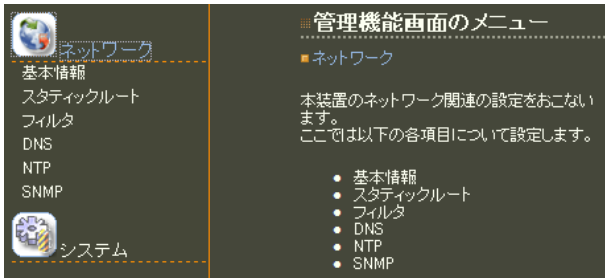 ネットワーク
基本情報
スタティックルート
フィルタ
DNS
NTP
SNMP
システム
管理機能画面のメニュー
ネットワーク
本装置のネットワーク関連の設定をおこない
ます。
ここでは以下の各項目について設定します。
基本情報
スタティックルート
フィルタ
DNS
NTP
SNMP